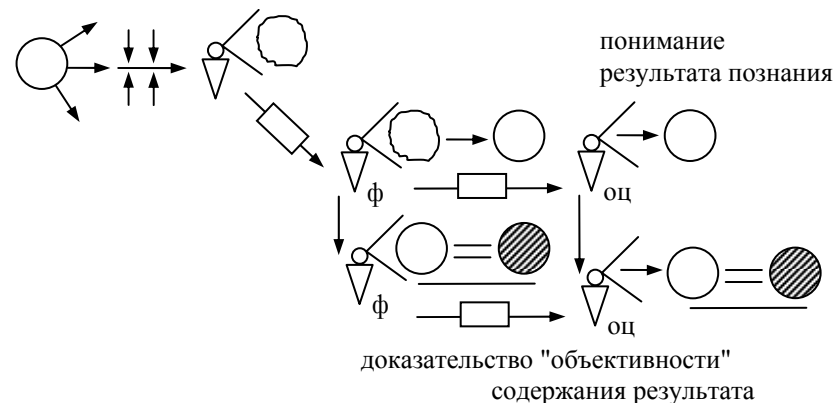 понимание
результата познания
ф
оц
ф
оц
доказательство "объективности"
содержания результата